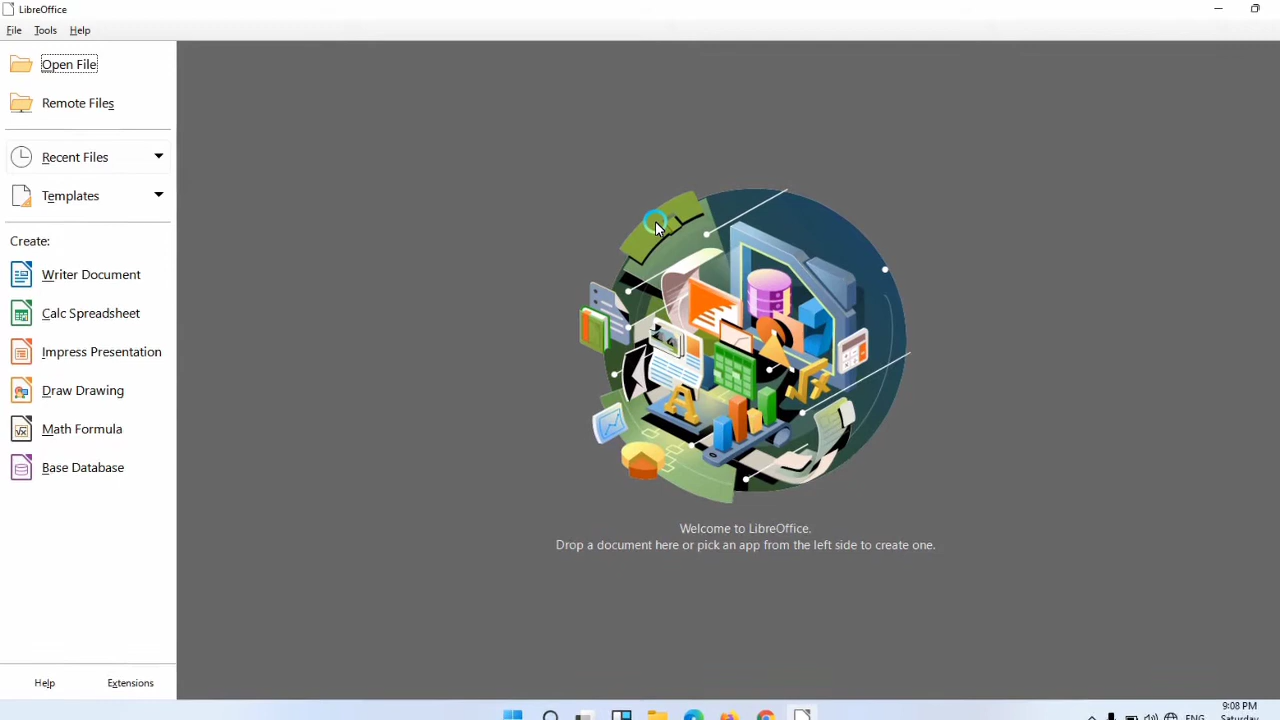 LibreOffice
File Tools Help
Open File
Remote Files
Recent Files
Templates
Create:
Writer Document
Calc Spreadsheet
Impress Presentation
Draw Drawing
Math Formula
Base Database
Welcome to LibreOffice.
Drop a document here or pick an app from the left side to create one.
Help Extensions
9:08 PM
ENG Saturday